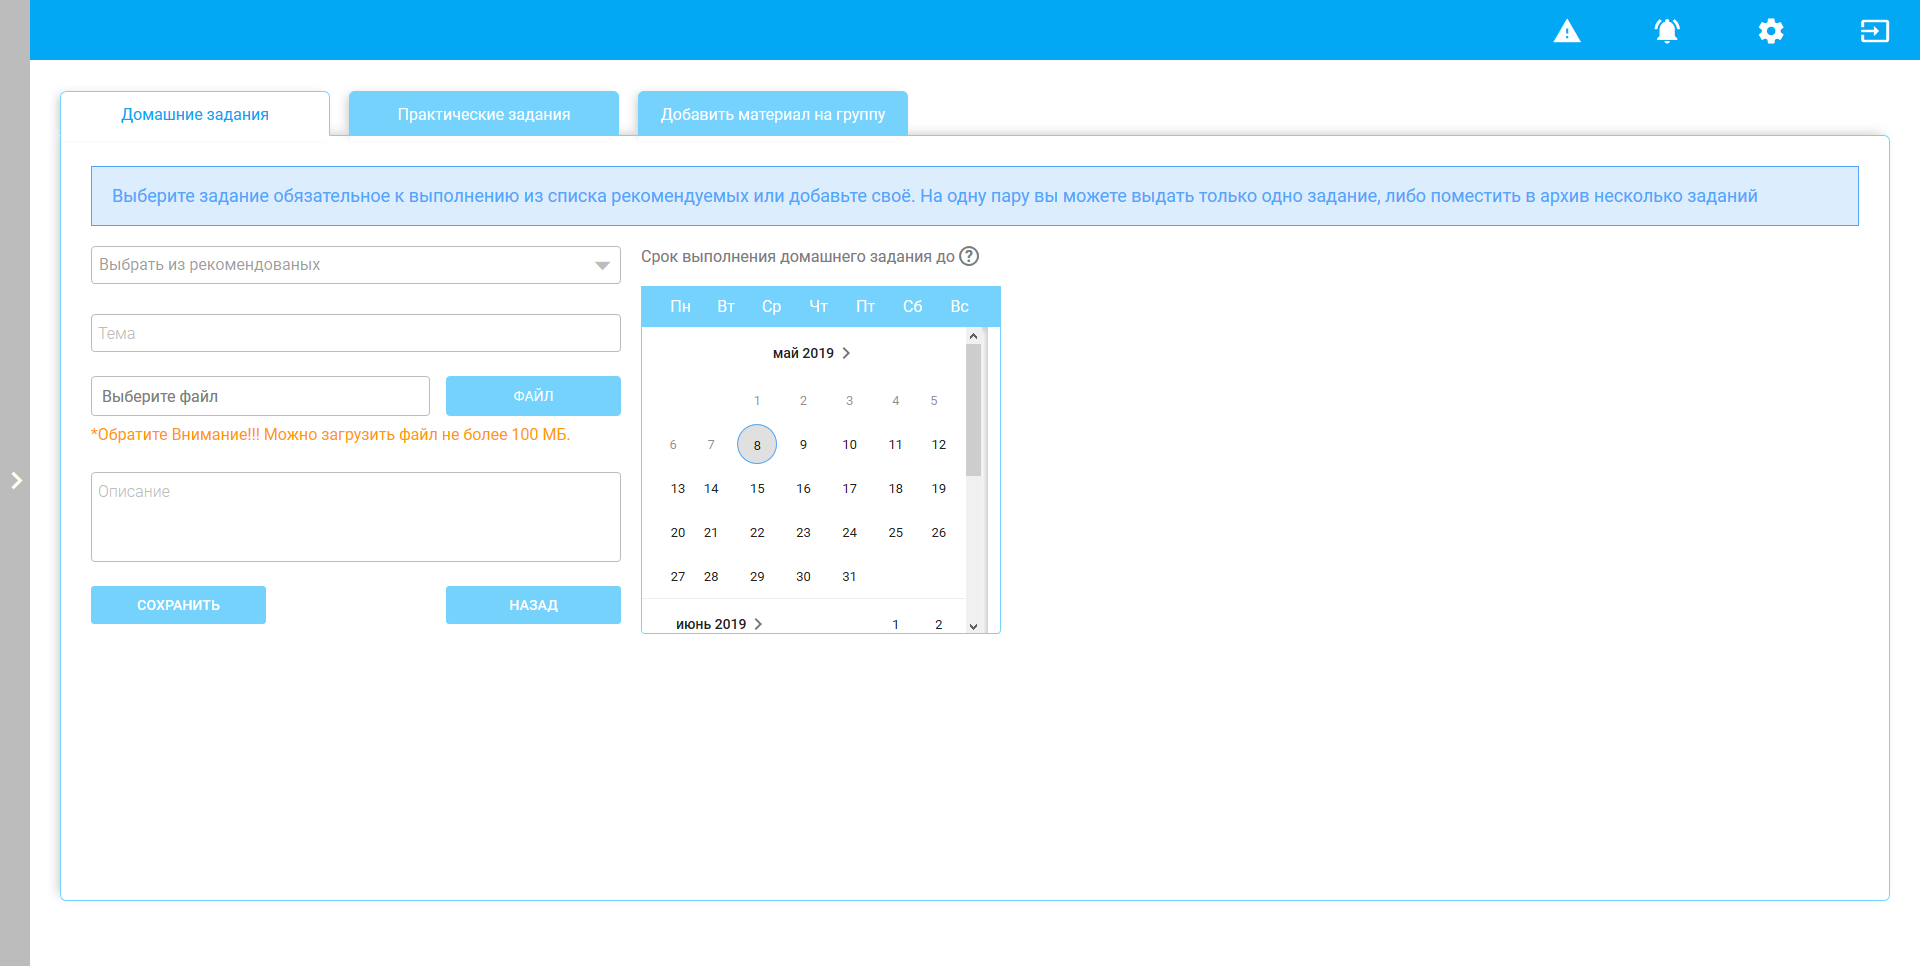 Домашние задания
Практические задания
Добавить материал на группу
Выберите задание обязательное к выполнению из списка рекомендуемых или добавьте своё. На одну пару вы можете выдать только одно задание, либо поместить в архив несколько заданий
Выбрать из рекомендованых
Тема
Выберите файл
ФАЙЛ
*Обратите Внимание!!! Можно загрузить файл не более 100 МБ.
Описание
СОХРАНИТЬ
НАЗАД
Срок выполнения домашнего задания до ?
Пн Вт Ср Чт Пт Сб Вс
май 2019
1 2 3 4 5
6 7 8 9 10 11 12
13 14 15 16 17 18 19
20 21 22 23 24 25 26
27 28 29 30 31
июнь 2019 1 2